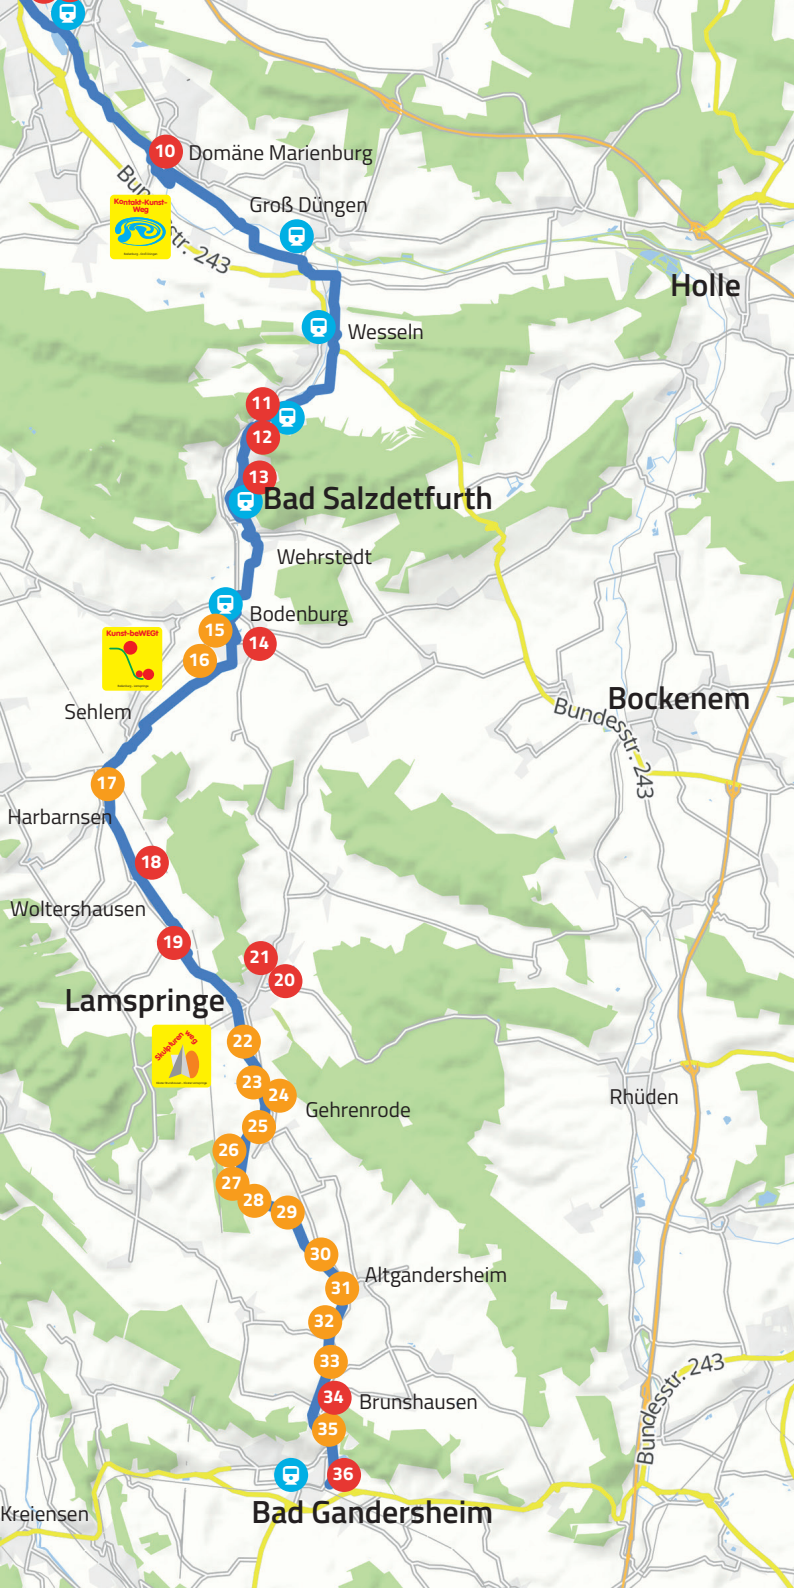 10 Domäne Marienburg
Groß Düngen
Kontakt-Kunst-
Weg
Bundesstr. 243
Holle
Wesseln
11
12
13
Bad Salzdetfurth
Wehrstedt
Bodenburg
Kunst-beWEGt
15
14
16
Bockenem
Sehlem
Bundesstr. 243
17
Harbarnsen
18
Woltershausen
19
21
20
Lamspringe
Skulpturen weg
22
23
24
Rhüden
Gehrenrode
25
26
27
28
29
30
Altgandersheim
31
32
33
Bundesstr. 243
34 Brunshausen
35
36
Bad Gandersheim
Kreiensen